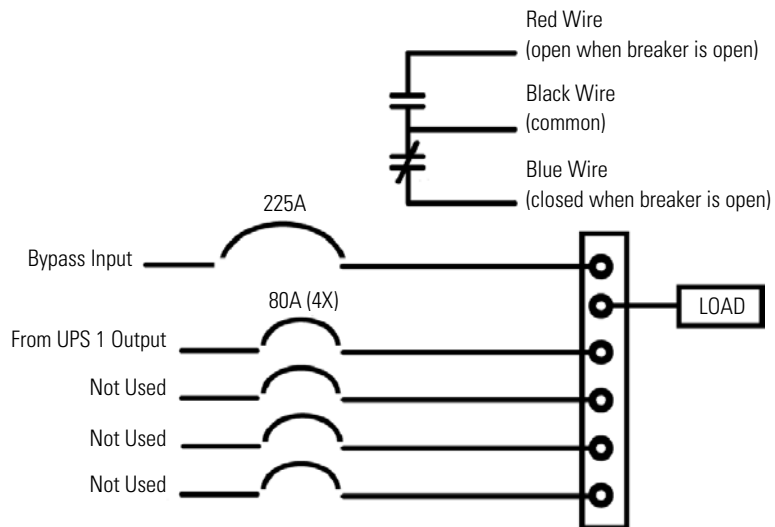 Red Wire
(open when breaker is open)
Black Wire
(common)
Blue Wire
(closed when breaker is open)
225A
Bypass Input
80A (4X)
LOAD
From UPS 1 Output
Not Used
Not Used
Not Used